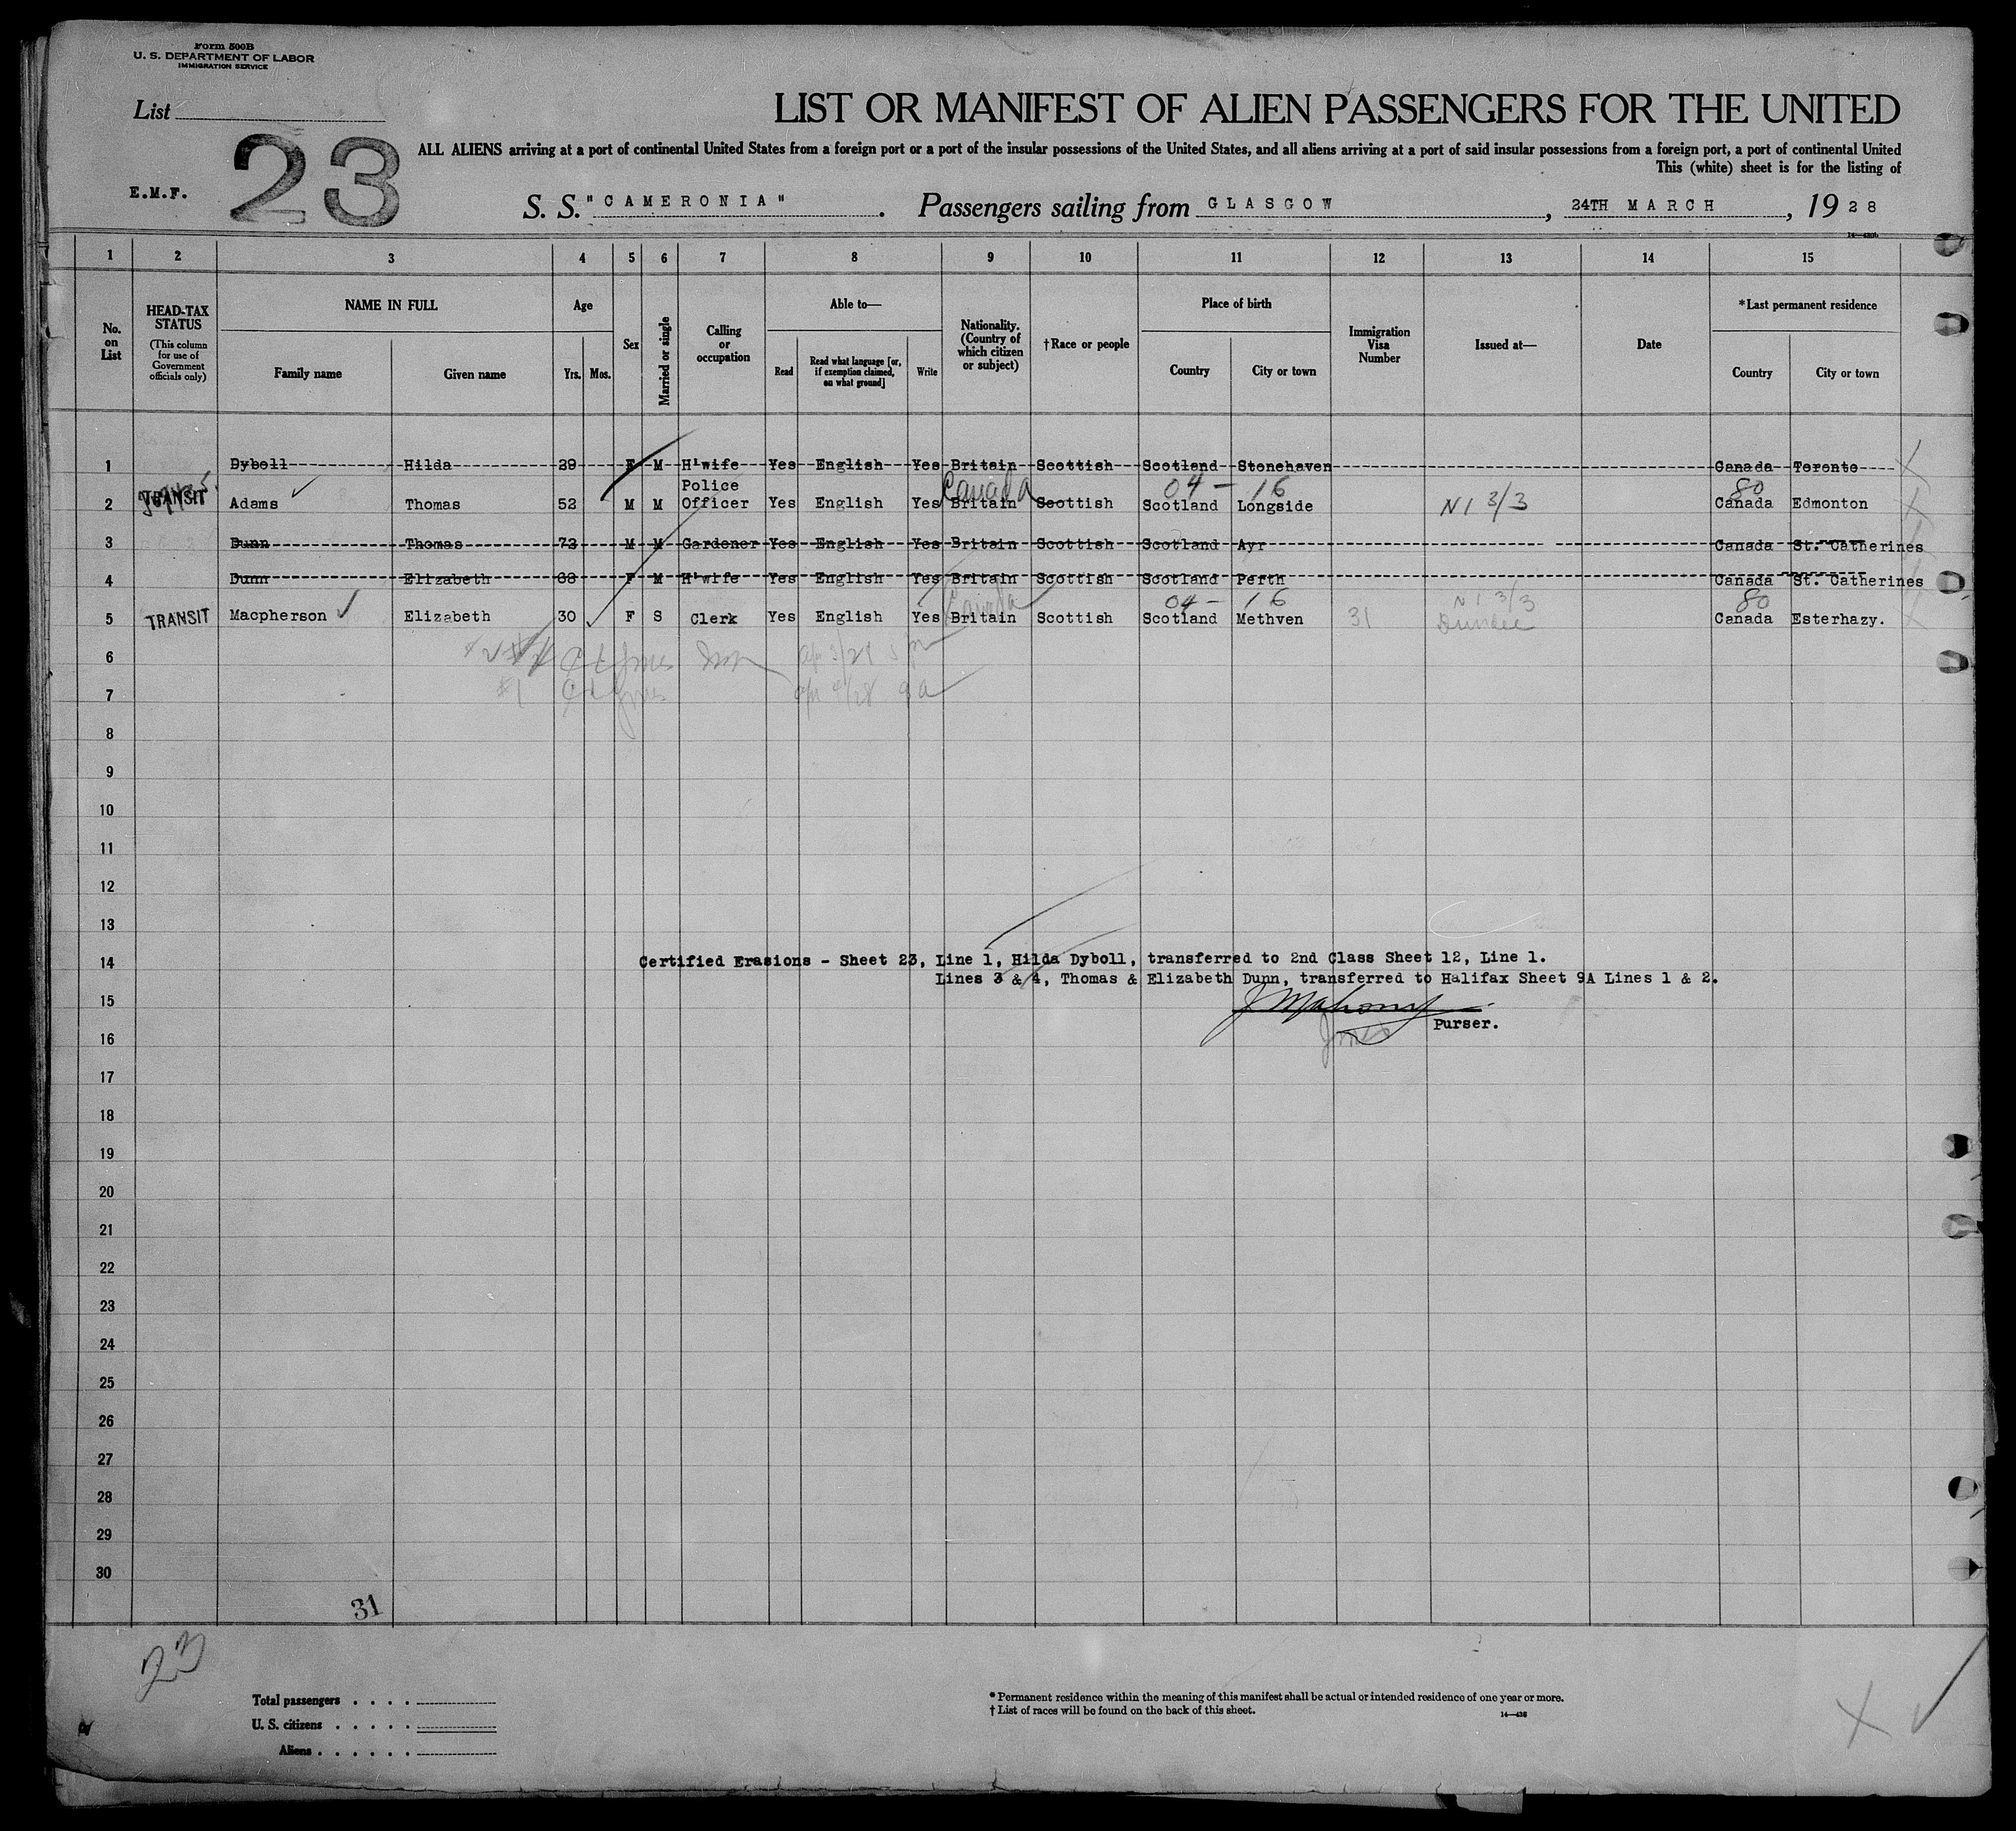 Form 500B
U. S. DEPARTMENT OF LABOR
IMMIGRATION SERVICE
List
23
E.M.F.
LIST OR MANIFEST OF ALIEN PASSENGERS FOR THE UNITED
ALL ALIENS arriving at a port of continental United States from a foreign port or a port of the insular possessions of the United States, and all aliens arriving at a port of said insular possessions from a foreign port, a port of continental United
This (white) sheet is for the listing of
S. S. "CAMERONIA". Passengers sailing from GLASGOW, 24TH MARCH, 1928
1 2 3 4 5 6 7 8 9 10 11 12 13 14 15
No. on List
HEAD-TAX STATUS (This column for use of Government officials only)
NAME IN FULL
Family name Given name
Age
Yrs. Mos.
Sex
Married or single
Calling or occupation
Able to—
Read Read what language [or, if exemption claimed, on what ground] Write
Nationality. (Country of which citizen or subject)
†Race or people
Place of birth
Country City or town
Immigration Visa Number
Issued at—
Date
*Last permanent residence
Country City or town
1 Dyboll Hilda 29 F M H'wife Yes English Yes Britain Scottish Scotland Stonehaven Canada Toronto
Canada 04 - 16 80
2 TRANSIT Adams Thomas 52 M M Police Officer Yes English Yes Britain Scottish Scotland Longside N1 3/3 Canada Edmonton
3 Dunn Thomas 73 M M Gardener Yes English Yes Britain Scottish Scotland Ayr Canada St. Catherines
4 Dunn Elizabeth 68 F M H'wife Yes English Yes Britain Scottish Scotland Perth Canada St. Catherines
Canada 04 - 16 N1 3/3 80
5 TRANSIT Macpherson Elizabeth 30 F S Clerk Yes English Yes Britain Scottish Scotland Methven 31 Dundee Canada Esterhazy.
6
7 #1
8
9
10
11
12
13
14 Certified Erasions - Sheet 23, Line 1, Hilda Dyboll, transferred to 2nd Class Sheet 12, Line 1.
Lines 3 & 4, Thomas & Elizabeth Dunn, transferred to Halifax Sheet 9A Lines 1 & 2.
15
Purser.
16
17
18
19
20
21
22
23
24
25
26
27
28
29
30
31
23
Total passengers . . . .
U. S. citizens . . . . .
Aliens . . . . . .
* Permanent residence within the meaning of this manifest shall be actual or intended residence of one year or more.
† List of races will be found on the back of this sheet.